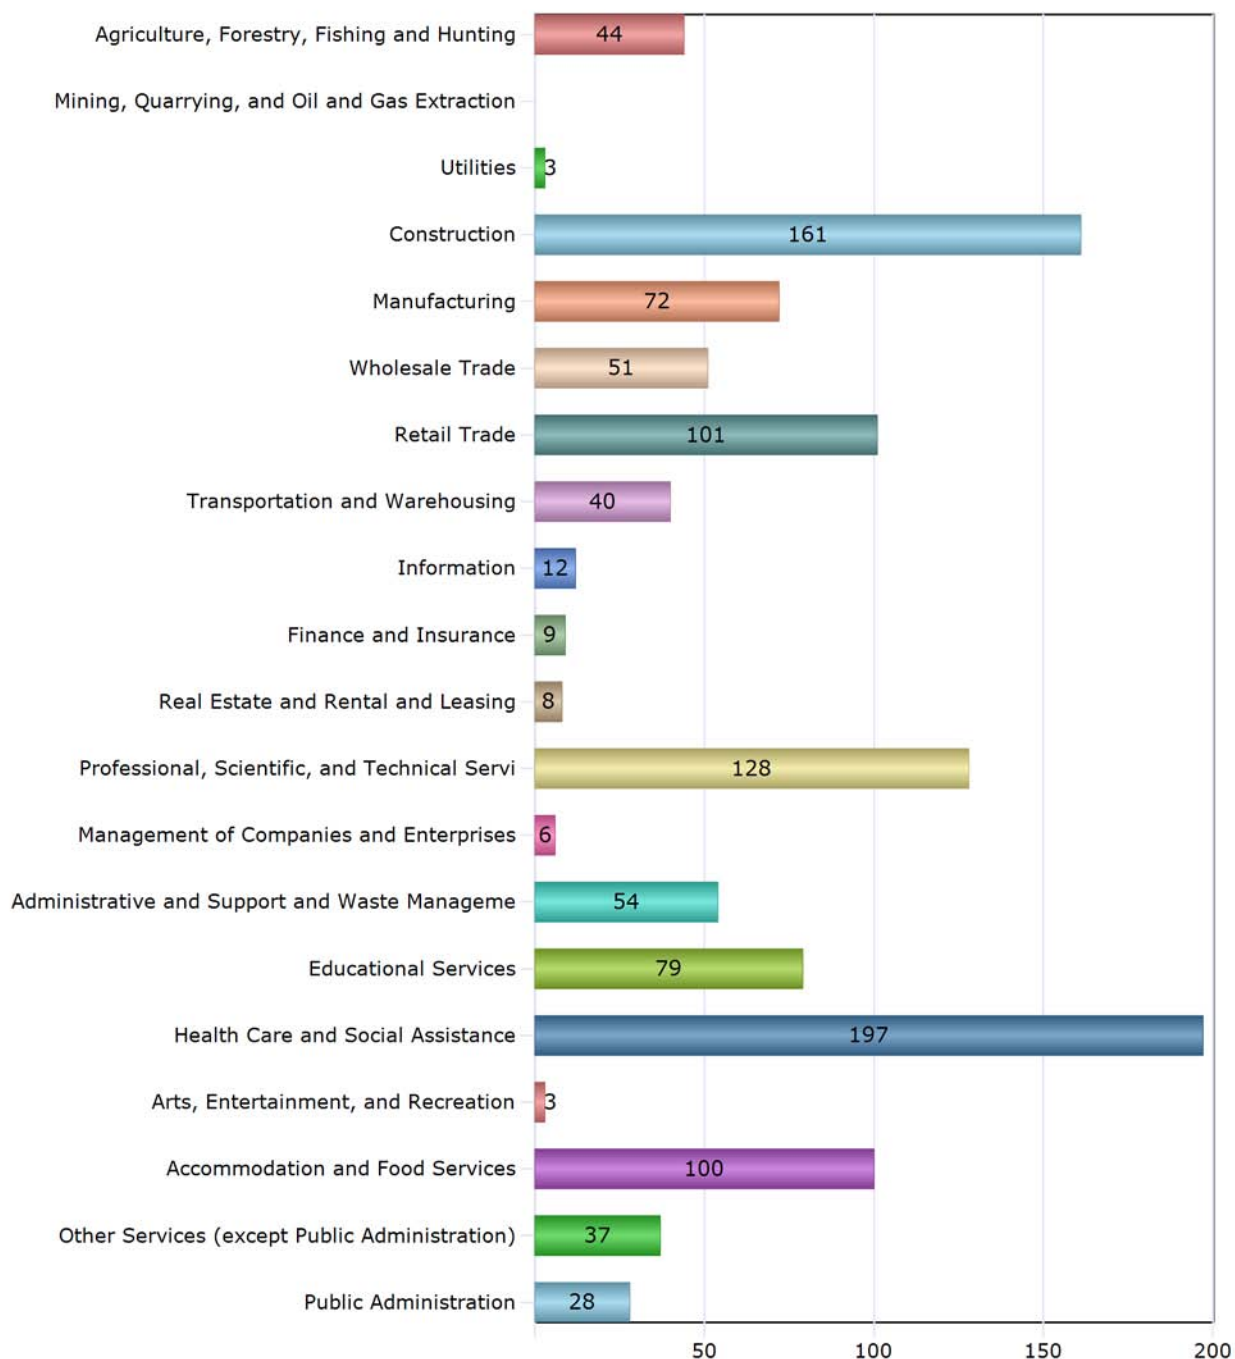 Agriculture, Forestry, Fishing and Hunting 44
Mining, Quarrying, and Oil and Gas Extraction
Utilities 3
Construction 161
Manufacturing 72
Wholesale Trade 51
Retail Trade 101
Transportation and Warehousing 40
Information 12
Finance and Insurance 9
Real Estate and Rental and Leasing 8
Professional, Scientific, and Technical Servi 128
Management of Companies and Enterprises 6
Administrative and Support and Waste Manageme 54
Educational Services 79
Health Care and Social Assistance 197
Arts, Entertainment, and Recreation 3
Accommodation and Food Services 100
Other Services (except Public Administration) 37
Public Administration 28
50 100 150 200